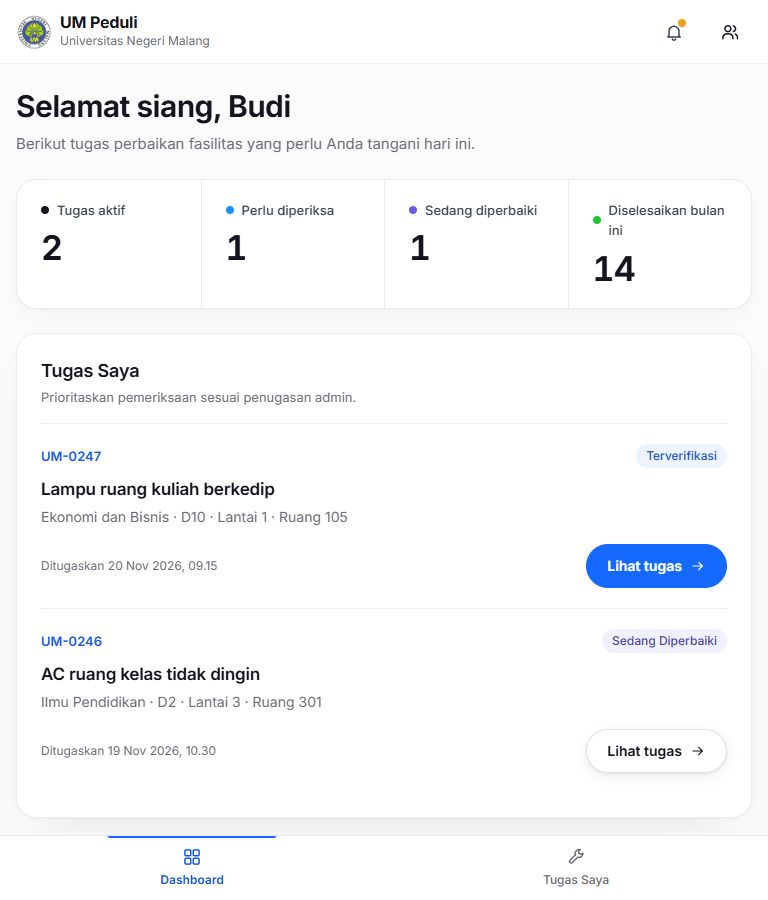 UM Peduli
Universitas Negeri Malang
Selamat siang, Budi
Berikut tugas perbaikan fasilitas yang perlu Anda tangani hari ini.
Tugas aktif
2
Perlu diperiksa
1
Sedang diperbaiki
1
Diselesaikan bulan
ini
14
Tugas Saya
Prioritaskan pemeriksaan sesuai penugasan admin.
UM-0247
Terverifikasi
Lampu ruang kuliah berkedip
Ekonomi dan Bisnis · D10 · Lantai 1 · Ruang 105
Ditugaskan 20 Nov 2026, 09.15
Lihat tugas →
UM-0246
Sedang Diperbaiki
AC ruang kelas tidak dingin
Ilmu Pendidikan · D2 · Lantai 3 · Ruang 301
Ditugaskan 19 Nov 2026, 10.30
Lihat tugas →
Dashboard
Tugas Saya